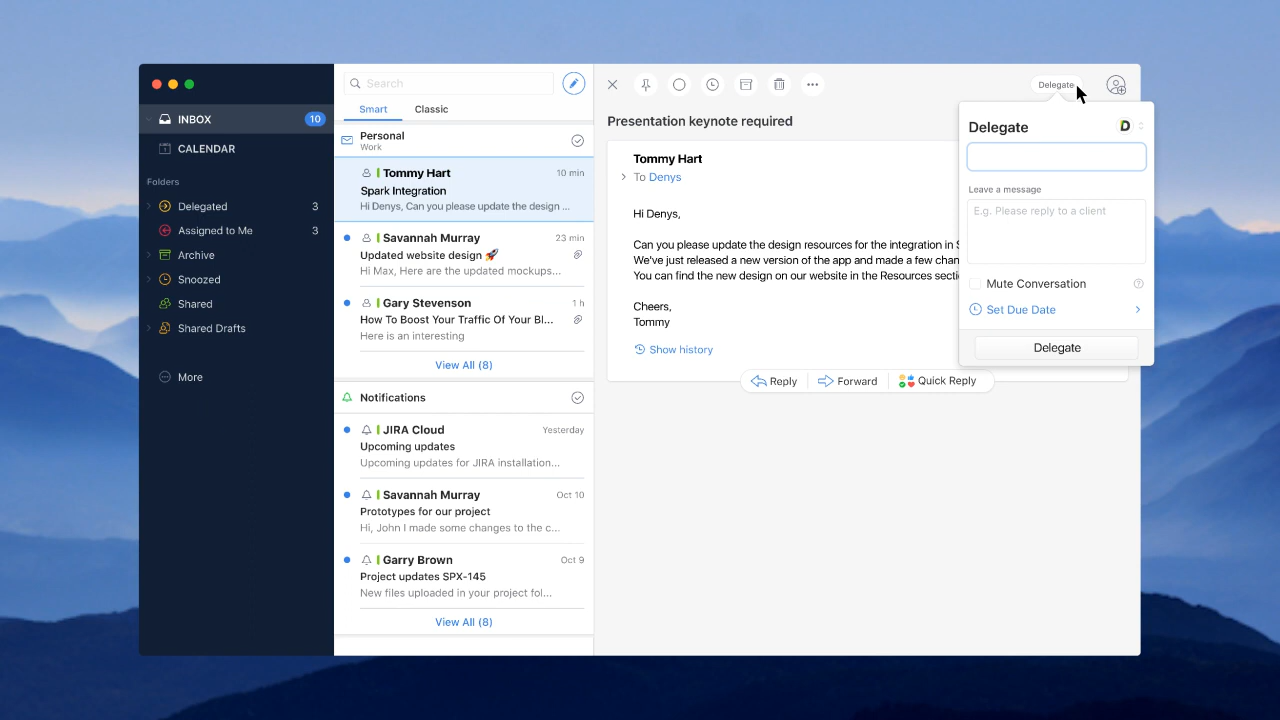 INBOX
10
CALENDAR
Folders
Delegated
3
Assigned to Me
3
Archive
Snoozed
Shared
Shared Drafts
More
Search
Smart
Classic
Personal
Work
Tommy Hart
10 min
Spark Integration
Hi Denys, Can you please update the design ...
Savannah Murray
23 min
Updated website design 🚀
Hi Max, Here are the updated mockups...
Gary Stevenson
1 h
How To Boost Your Traffic Of Your Bl...
Here is an interesting
View All (8)
Notifications
JIRA Cloud
Yesterday
Upcoming updates
Upcoming updates for JIRA installation...
Savannah Murray
Oct 10
Prototypes for our project
Hi, John I made some changes to the c...
Garry Brown
Oct 9
Project updates SPX-145
New files uploaded in your project fol...
View All (8)
Delegate
Presentation keynote required
Tommy Hart
To Denys
Hi Denys,
Can you please update the design resources for the integration in S
We've just released a new version of the app and made a few chan
You can find the new design on our website in the Resources secti
Cheers,
Tommy
Show history
Reply
Forward
Quick Reply
Delegate
D
Leave a message
E.g. Please reply to a client
Mute Conversation
Set Due Date
Delegate